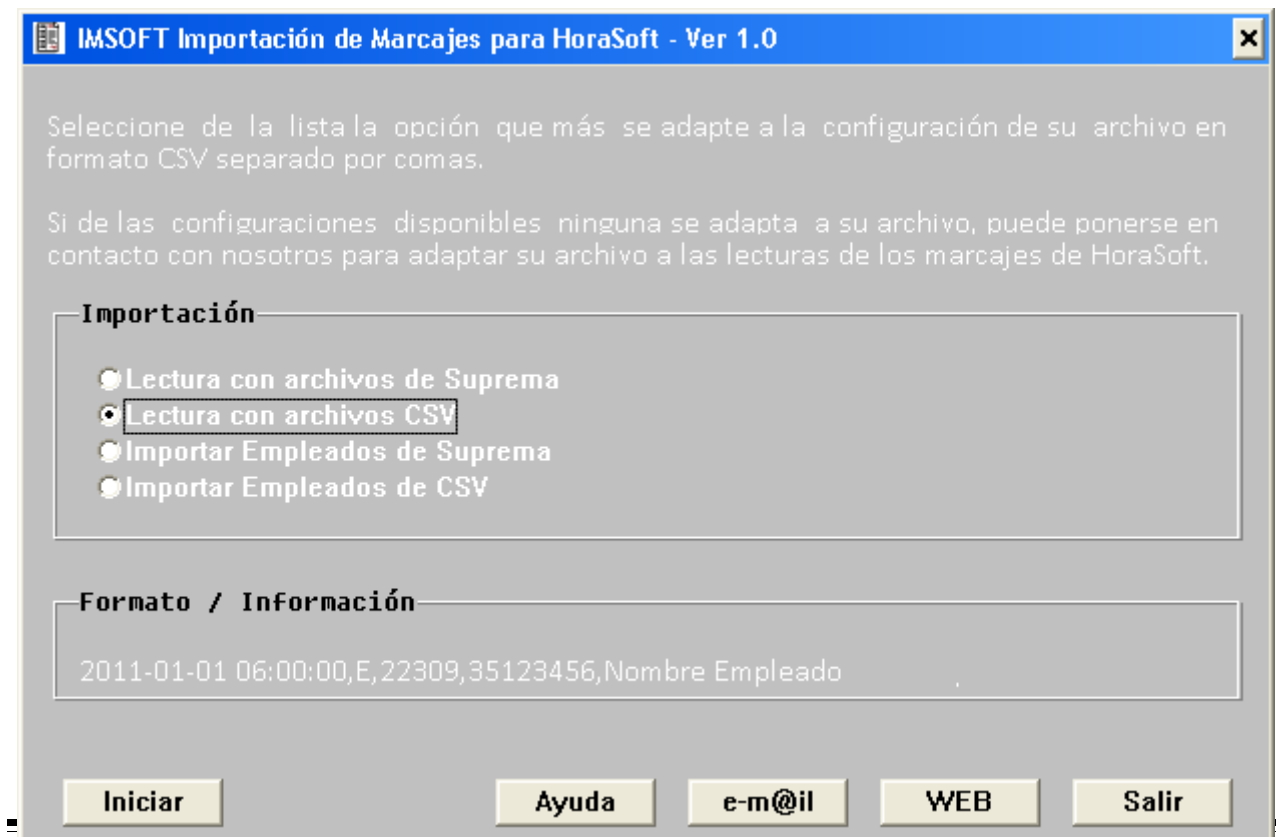 IMSOFT Importación de Marcajes para HoraSoft - Ver 1.0
Seleccione de la lista la opción que más se adapte a la configuración de su archivo en
formato CSV separado por comas.
Si de las configuraciones disponibles ninguna se adapta a su archivo, puede ponerse en
contacto con nosotros para adaptar su archivo a las lecturas de los marcajes de HoraSoft.
Importación
Lectura con archivos de Suprema
Lectura con archivos CSV
Importar Empleados de Suprema
Importar Empleados de CSV
Formato / Información
2011-01-01 06:00:00,E,22309,35123456,Nombre Empleado
Iniciar Ayuda e-m@il WEB Salir